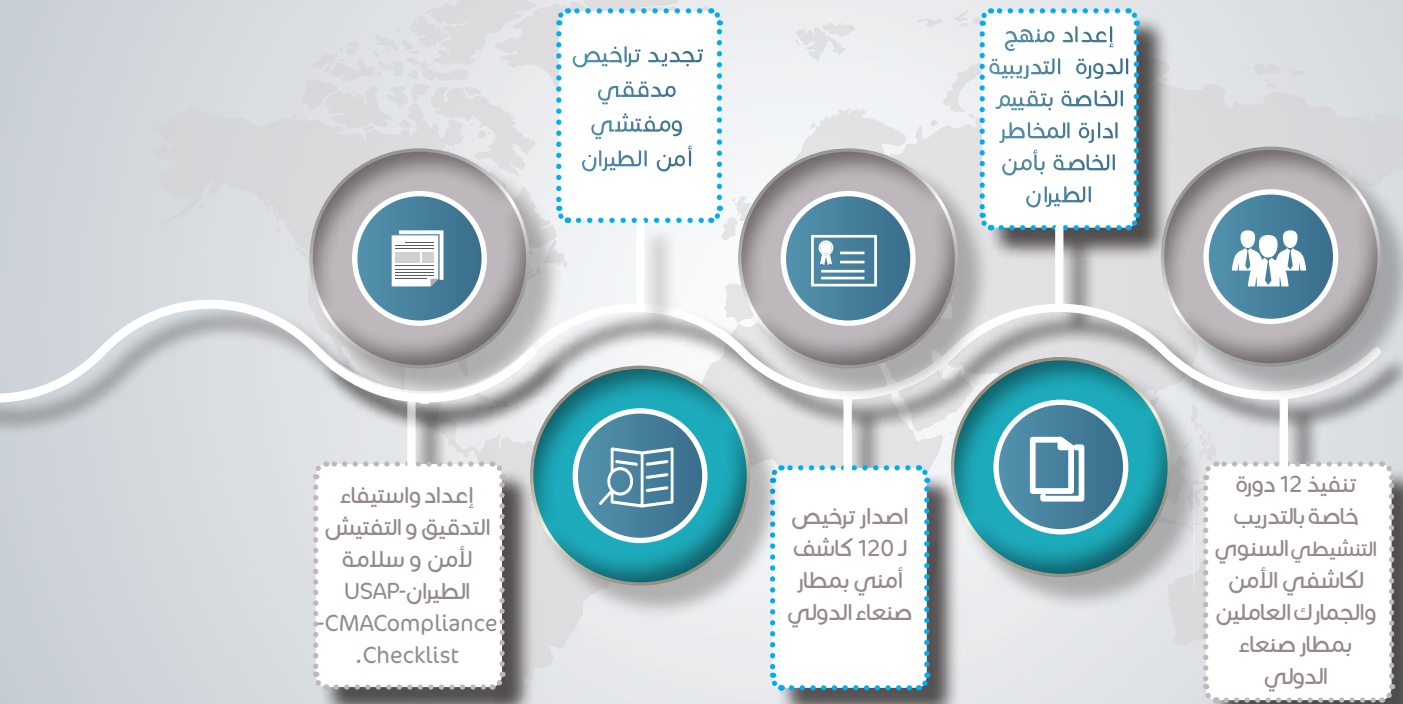 تنفيذ 12 دورة
خاصة بالتدريب
التنشيطي السنوي
لكاشفي الأمن
والجمارك العاملين
بمطار صنعاء
الدولي
إعداد منهج
الدورة التدريبية
الخاصة بتقييم
ادارة المخاطر
الخاصة بأمن
الطيران
اصدار ترخيص
لـ 120 كاشف
أمني بمطار
صنعاء الدولي
تجديد تراخيص
مدققي
ومفتشي
أمن الطيران
إعداد واستيفاء
التدقيق و التفتيش
لأمن و سلامة
الطيران-USAP
-CMACompliance
.Checklist